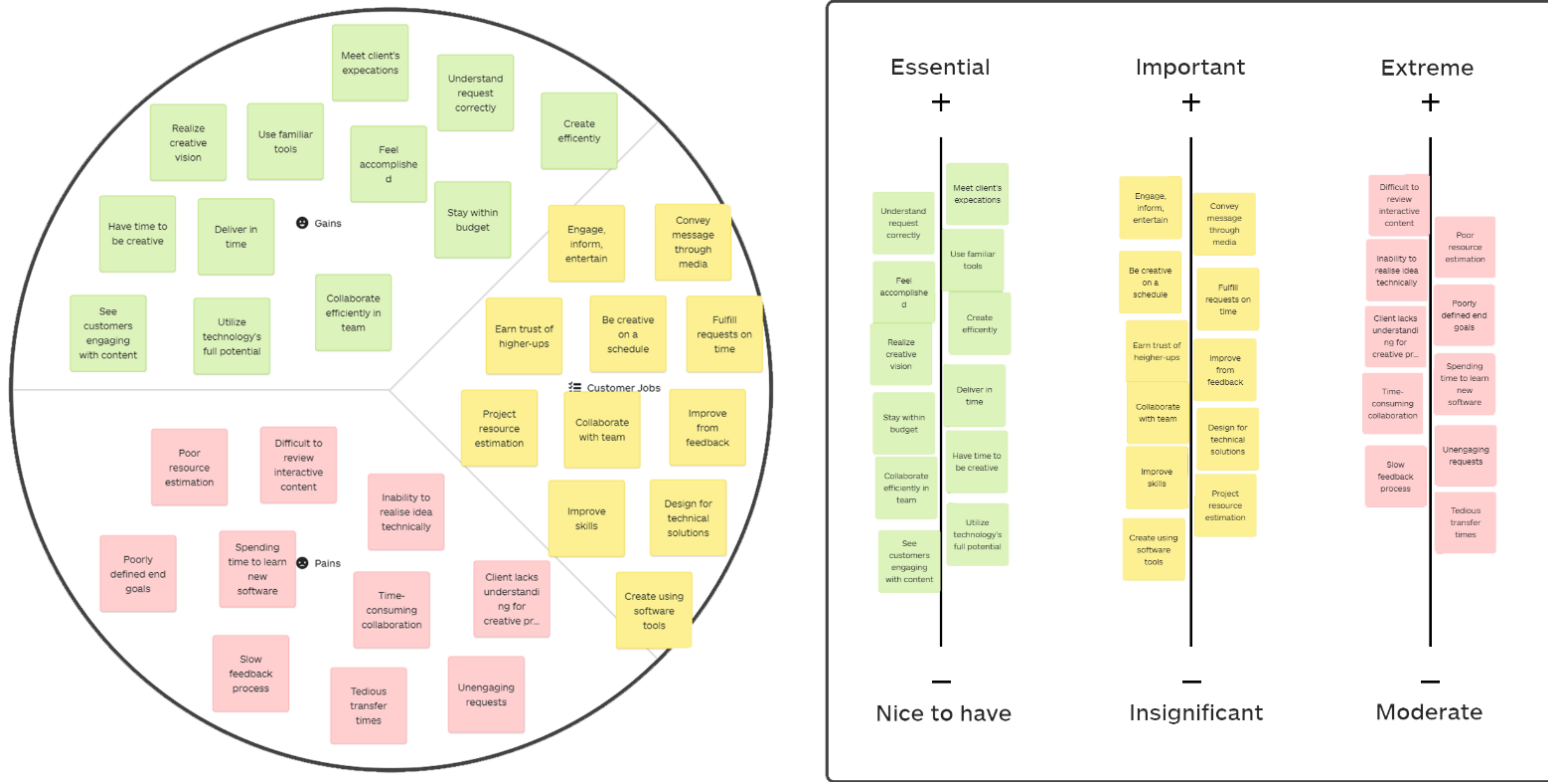 Meet client's
expecations
Understand
request
correctly
Create
efficently
Realize
creative
vision
Use familiar
tools
Feel
accomplishe
d
Have time to
be creative
Deliver in
time
Gains
Stay within
budget
See
customers
engaging
with content
Utilize
technology's
full potential
Collaborate
efficiently in
team
Engage,
inform,
entertain
Convey
message
through
media
Earn trust of
higher-ups
Be creative
on a
schedule
Fulfill
requests on
time
Customer Jobs
Project
resource
estimation
Collaborate
with team
Improve
from
feedback
Improve
skills
Design for
technical
solutions
Create using
software
tools
Poor
resource
estimation
Difficult to
review
interactive
content
Inability to
realise idea
technically
Poorly
defined end
goals
Spending
time to learn
new
software
Pains
Time-
consuming
collaboration
Client lacks
understandi
ng for
creative pr...
Slow
feedback
process
Tedious
transfer
times
Unengaging
requests
Essential
+
Understand
request
correctly
Meet client's
expecations
Use familiar
tools
Feel
accomplishe
d
Create
efficently
Realize
creative
vision
Deliver in
time
Stay within
budget
Have time to
be creative
Collaborate
efficiently in
team
Utilize
technology's
full potential
See
customers
engaging
with content
−
Nice to have
Important
+
Engage,
inform,
entertain
Convey
message
through
media
Be creative
on a
schedule
Fulfill
requests on
time
Earn trust of
heigher-ups
Improve
from
feedback
Collaborate
with team
Design for
technical
solutions
Improve
skills
Project
resource
estimation
Create using
software
tools
−
Insignificant
Extreme
+
Difficult to
review
interactive
content
Poor
resource
estimation
Inability to
realise idea
technically
Poorly
defined end
goals
Client lacks
understandi
ng for
creative pr...
Spending
time to learn
new
software
Time-
consuming
collaboration
Unengaging
requests
Slow
feedback
process
Tedious
transfer
times
−
Moderate